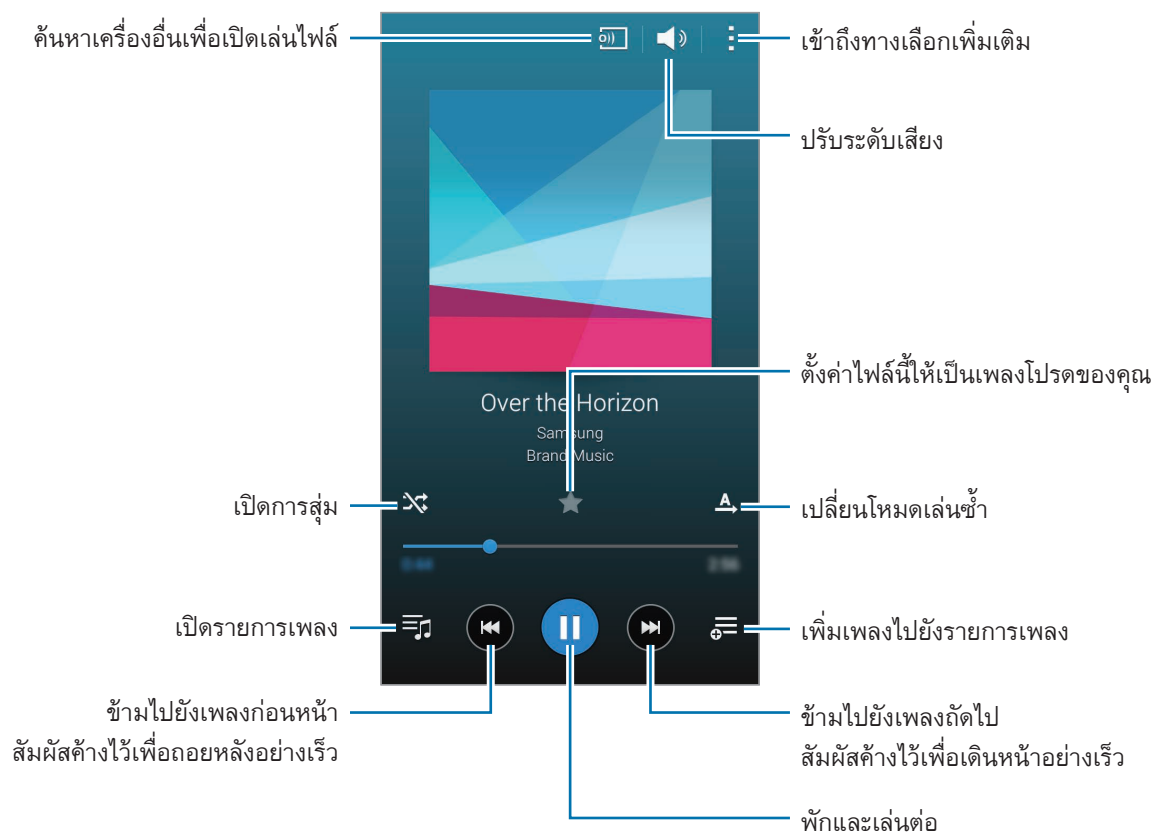 ค้นหาเครื่องอื่นเพื่อเปิดเล่นไฟล์
เข้าถึงทางเลือกเพิ่มเติม
ปรับระดับเสียง
ตั้งค่าไฟล์นี้ให้เป็นเพลงโปรดของคุณ
Over the Horizon
Samsung
Brand Music
เปิดการสุ่ม
A
เปลี่ยนโหมดเล่นซ้ำ
0:44
2:56
เปิดรายการเพลง
เพิ่มเพลงไปยังรายการเพลง
ข้ามไปยังเพลงก่อนหน้า
สัมผัสค้างไว้เพื่อถอยหลังอย่างเร็ว
ข้ามไปยังเพลงถัดไป
สัมผัสค้างไว้เพื่อเดินหน้าอย่างเร็ว
พักและเล่นต่อ